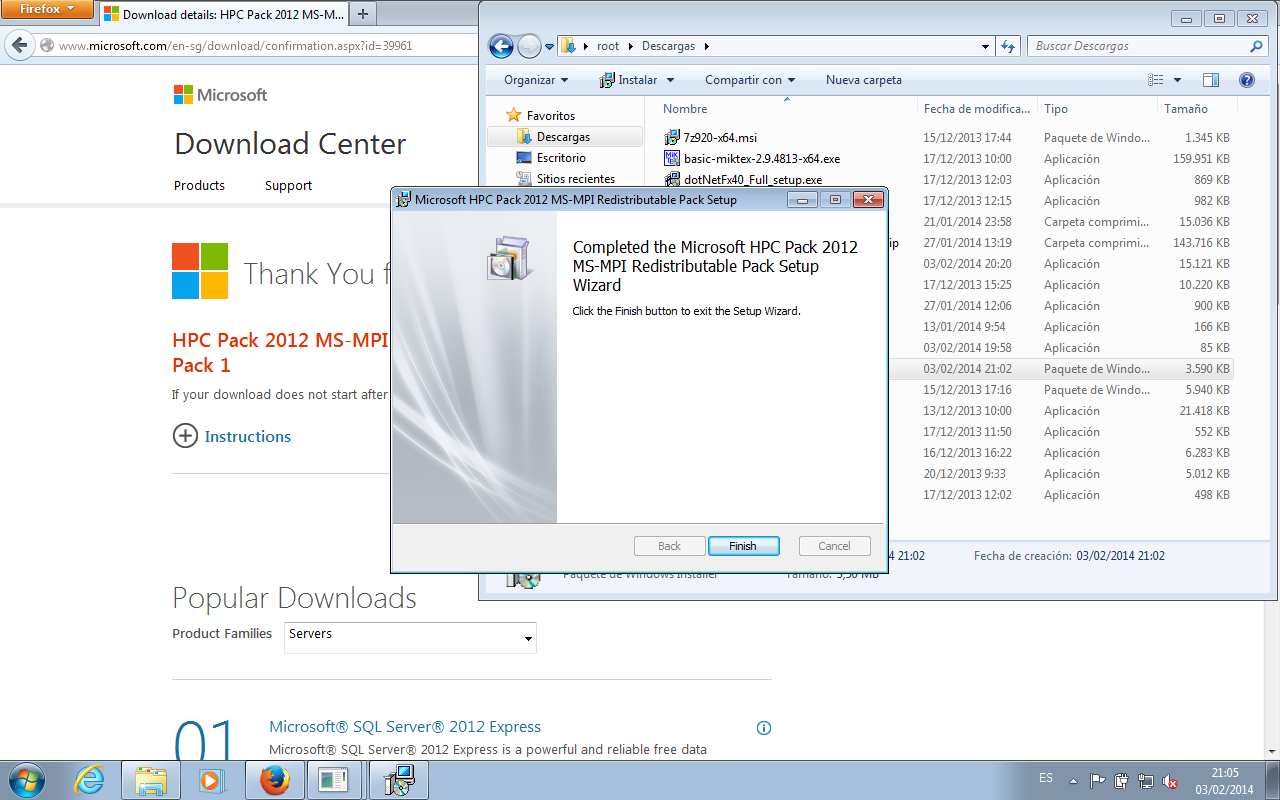 Firefox
Download details: HPC Pack 2012 MS-M...
www.microsoft.com/en-sg/download/confirmation.aspx?id=39961
Microsoft
Download Center
Products Support
Thank You f
HPC Pack 2012 MS-MPI
Pack 1
If your download does not start after
Instructions
Popular Downloads
Product Families Servers
01
Microsoft® SQL Server® 2012 Express
Microsoft® SQL Server® 2012 Express is a powerful and reliable free data
root Descargas
Buscar Descargas
Organizar Instalar Compartir con Nueva carpeta
Favoritos
Descargas
Escritorio
Sitios recientes
Nombre Fecha de modifica... Tipo Tamaño
7z920-x64.msi 15/12/2013 17:44 Paquete de Windo... 1.345 KB
basic-miktex-2.9.4813-x64.exe 17/12/2013 10:00 Aplicación 159.951 KB
dotNetFx40_Full_setup.exe 17/12/2013 12:03 Aplicación 869 KB
17/12/2013 12:15 Aplicación 982 KB
21/01/2014 23:58 Carpeta comprimi... 15.036 KB
ip 27/01/2014 13:19 Carpeta comprimi... 143.716 KB
03/02/2014 20:20 Aplicación 15.121 KB
17/12/2013 15:25 Aplicación 10.220 KB
27/01/2014 12:06 Aplicación 900 KB
13/01/2014 9:54 Aplicación 166 KB
03/02/2014 19:58 Aplicación 85 KB
03/02/2014 21:02 Paquete de Windo... 3.590 KB
15/12/2013 17:16 Paquete de Windo... 5.940 KB
13/12/2013 10:00 Aplicación 21.418 KB
17/12/2013 11:50 Aplicación 552 KB
16/12/2013 16:22 Aplicación 6.283 KB
20/12/2013 9:33 Aplicación 5.012 KB
17/12/2013 12:02 Aplicación 498 KB
4 21:02 Fecha de creación: 03/02/2014 21:02
Paquete de Windows Installer Tamaño: 3,50 MB
Microsoft HPC Pack 2012 MS-MPI Redistributable Pack Setup
Completed the Microsoft HPC Pack 2012
MS-MPI Redistributable Pack Setup
Wizard
Click the Finish button to exit the Setup Wizard.
Back Finish Cancel
ES
21:05
03/02/2014